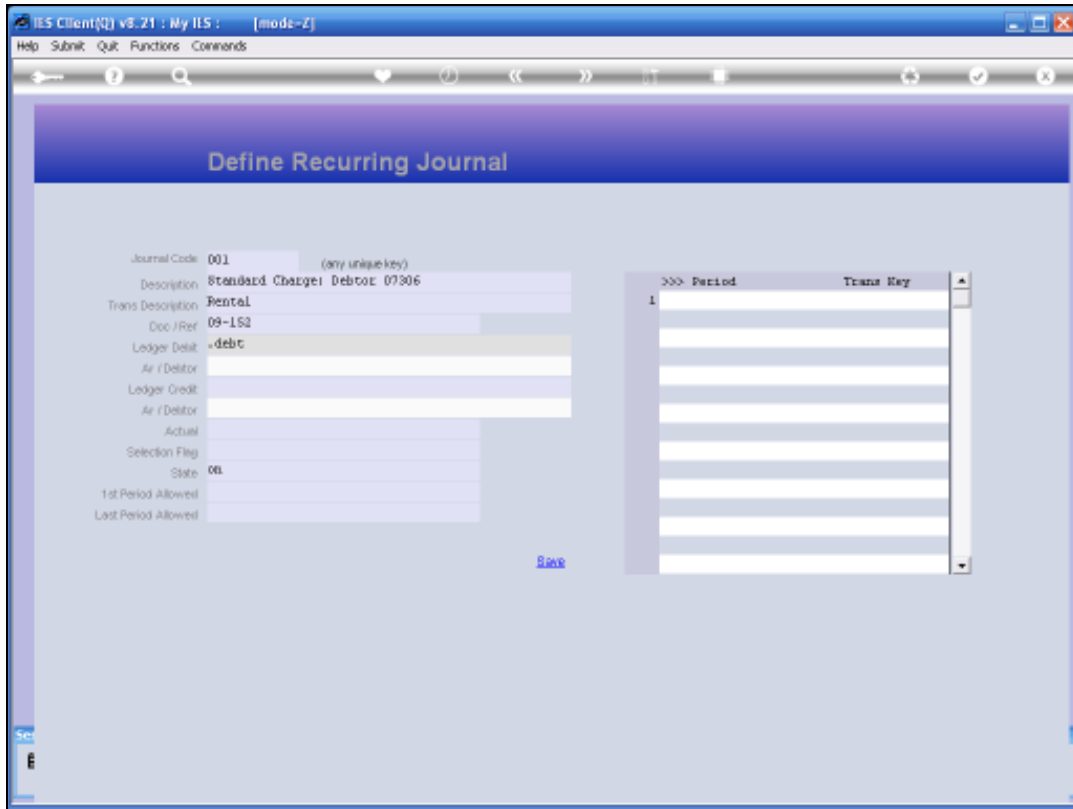 IES Client(Q) v8.21 : My IES : [mode=Z]
Help Submit Quit Functions Commands
Define Recurring Journal
Journal Code 001 (any unique key)
Description Standard Charge: Debtor 07306
Trans Description Rental
Doc / Ref 09-152
Ledger Debit .debt
Ar / Debtor
Ledger Credit
Ar / Debtor
Actual
Selection Flag
State on
1st Period Allowed
Last Period Allowed
Save
>>> Period Trans Key
1